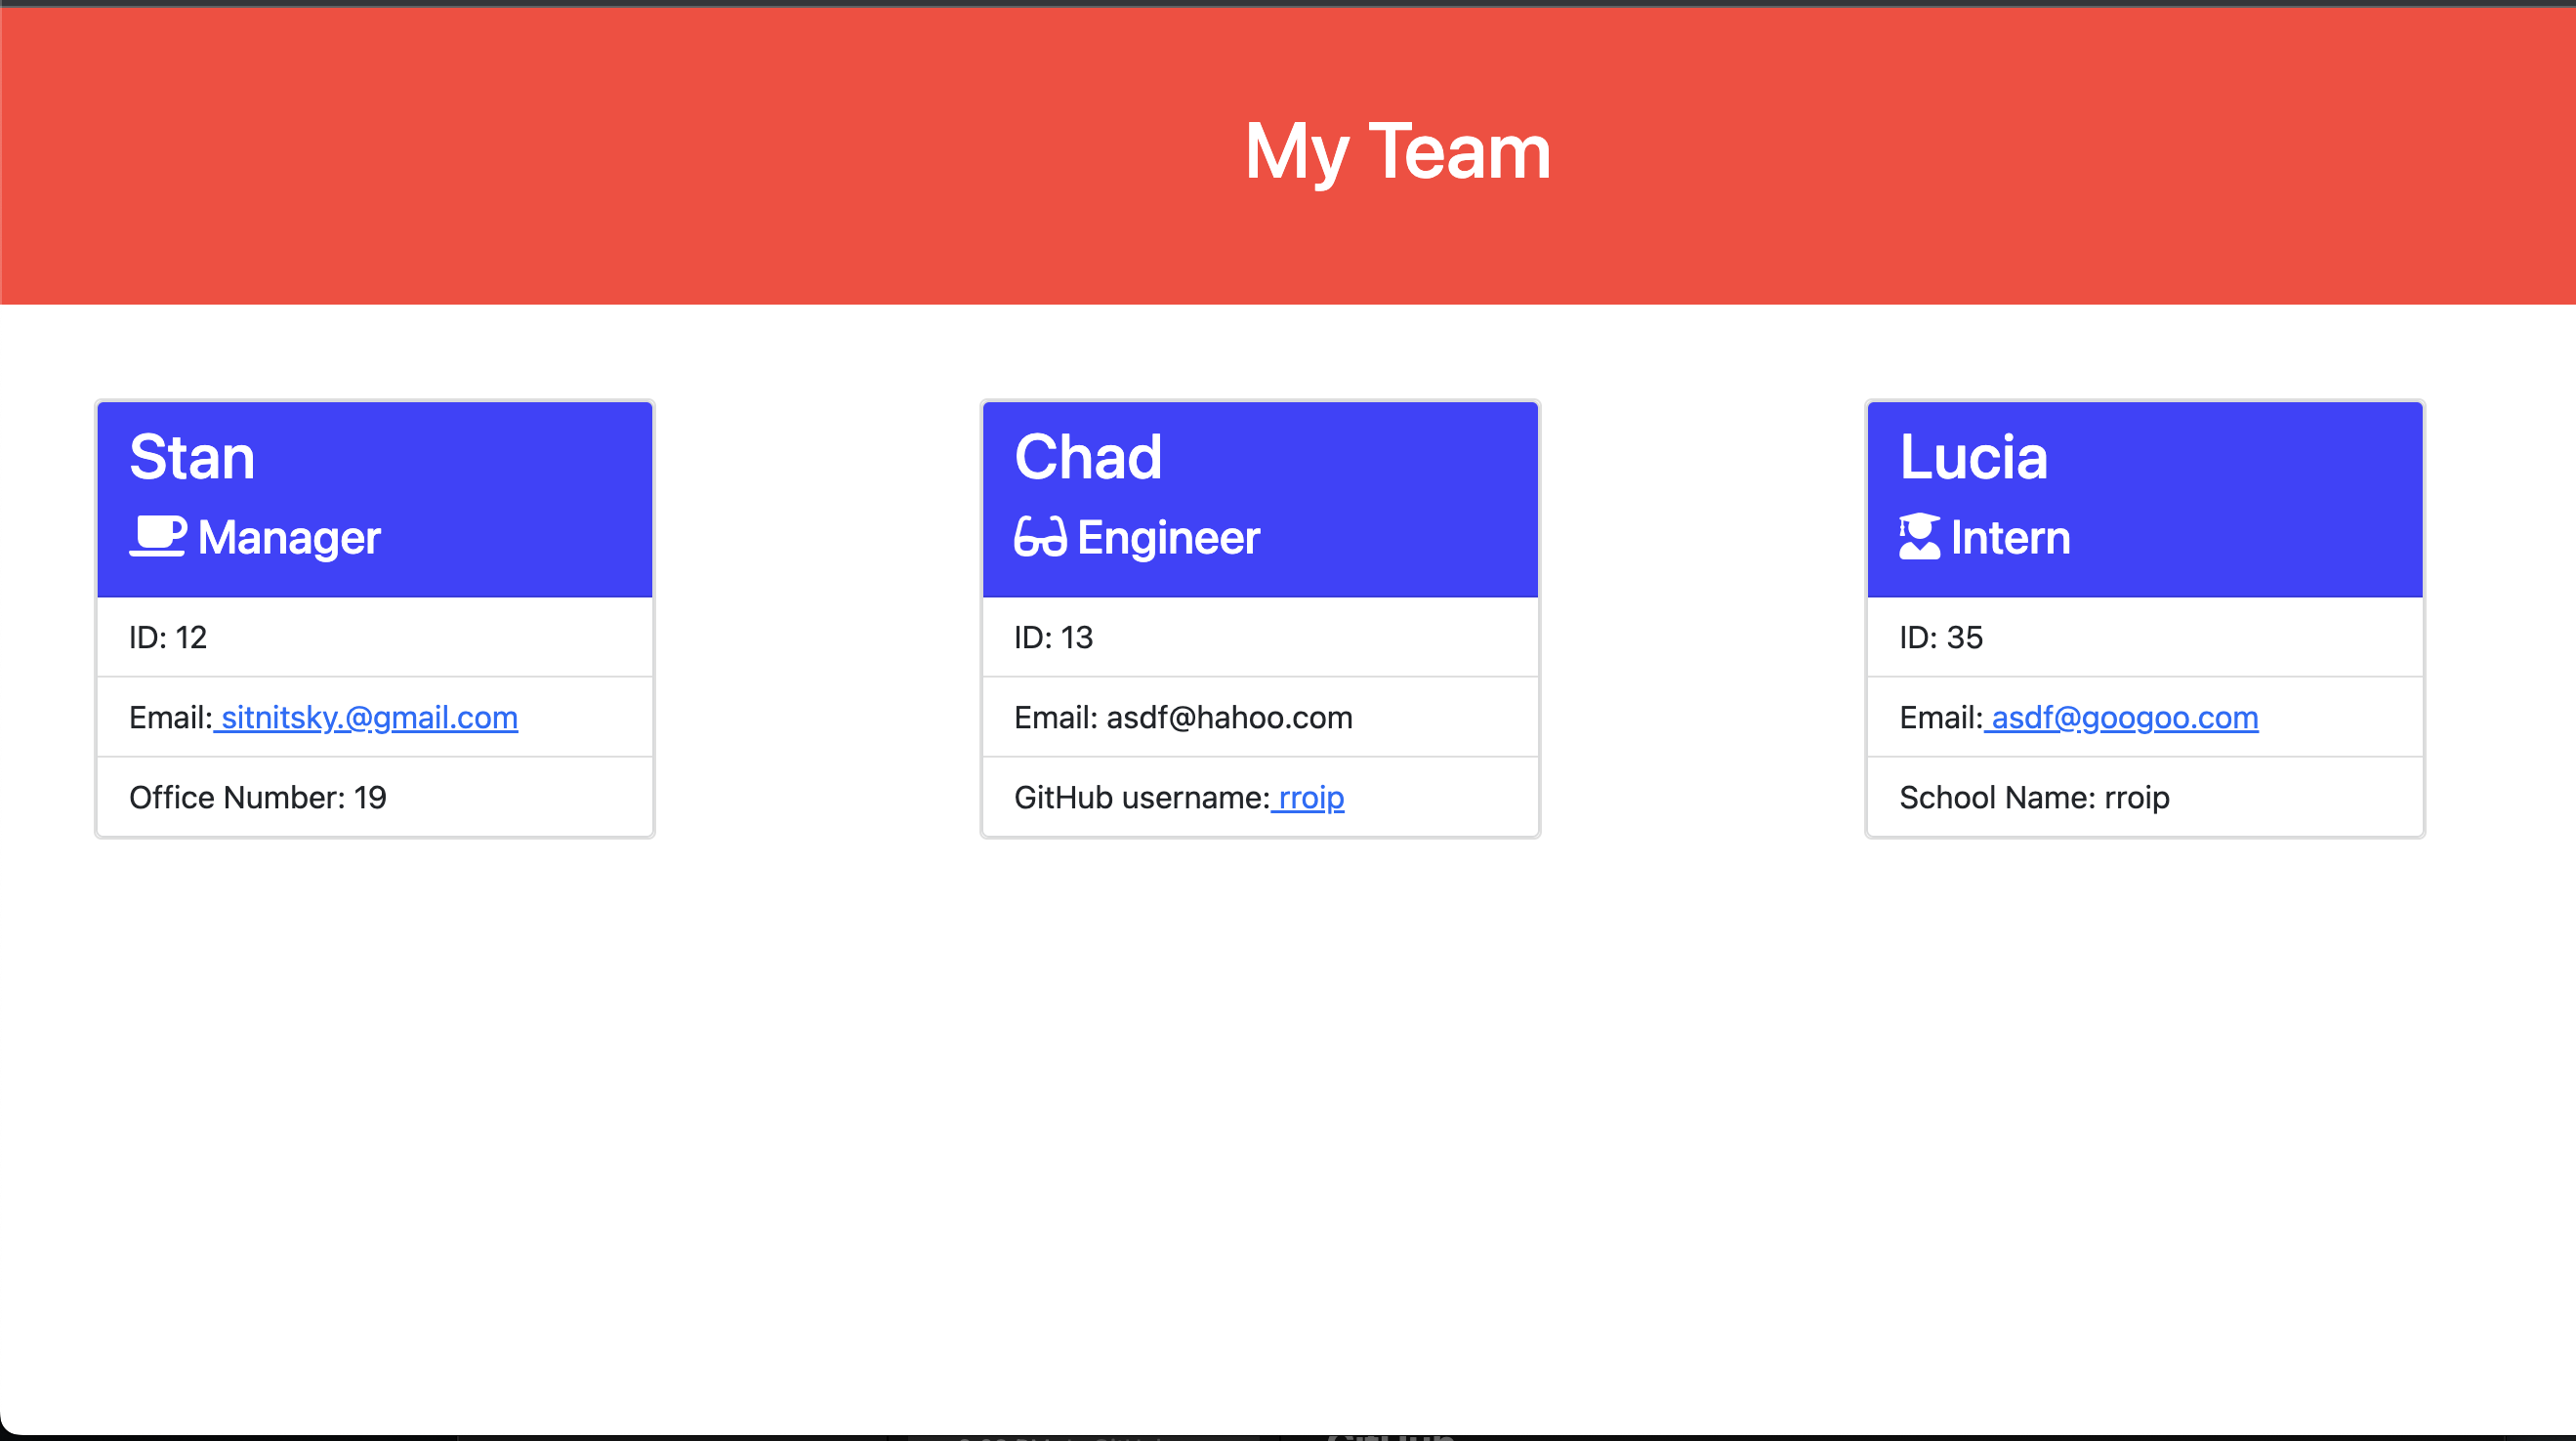 My Team
Stan
Manager
ID: 12
Email: sitnitsky.@gmail.com
Office Number: 19
Chad
Engineer
ID: 13
Email: asdf@hahoo.com
GitHub username: rroip
Lucia
Intern
ID: 35
Email: asdf@googoo.com
School Name: rroip